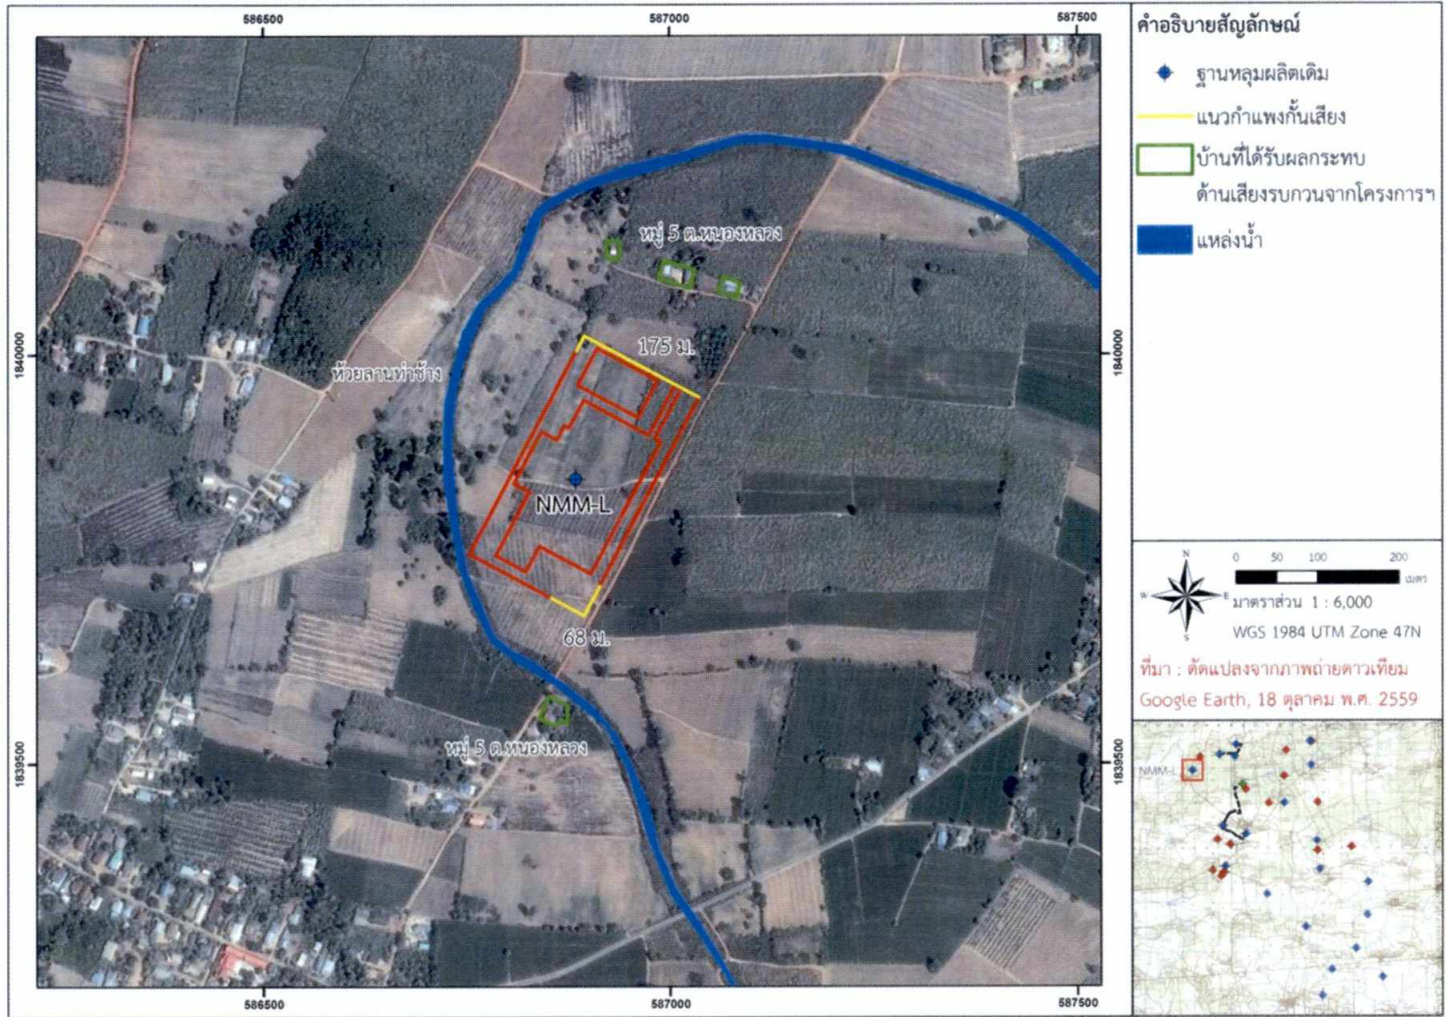 586500
587000
587500
1840000
1839500
1840000
1839500
586500
587000
587500
หมู่ 5 ต.หนองหลวง
175 ม.
ห้วยลานท่าช้าง
NMM-L
68 ม.
หมู่ 5 ต.หนองหลวง
คำอธิบายสัญลักษณ์
ฐานหลุมผลิตเดิม
แนวกำแพงกั้นเสียง
บ้านที่ได้รับผลกระทบ
ด้านเสียงรบกวนจากโครงการฯ
แหล่งน้ำ
N
W
E
S
0 50 100 200
เมตร
มาตราส่วน 1 : 6,000
WGS 1984 UTM Zone 47N
ที่มา : ดัดแปลงจากภาพถ่ายดาวเทียม
Google Earth, 18 ตุลาคม พ.ศ. 2559
NMM-L